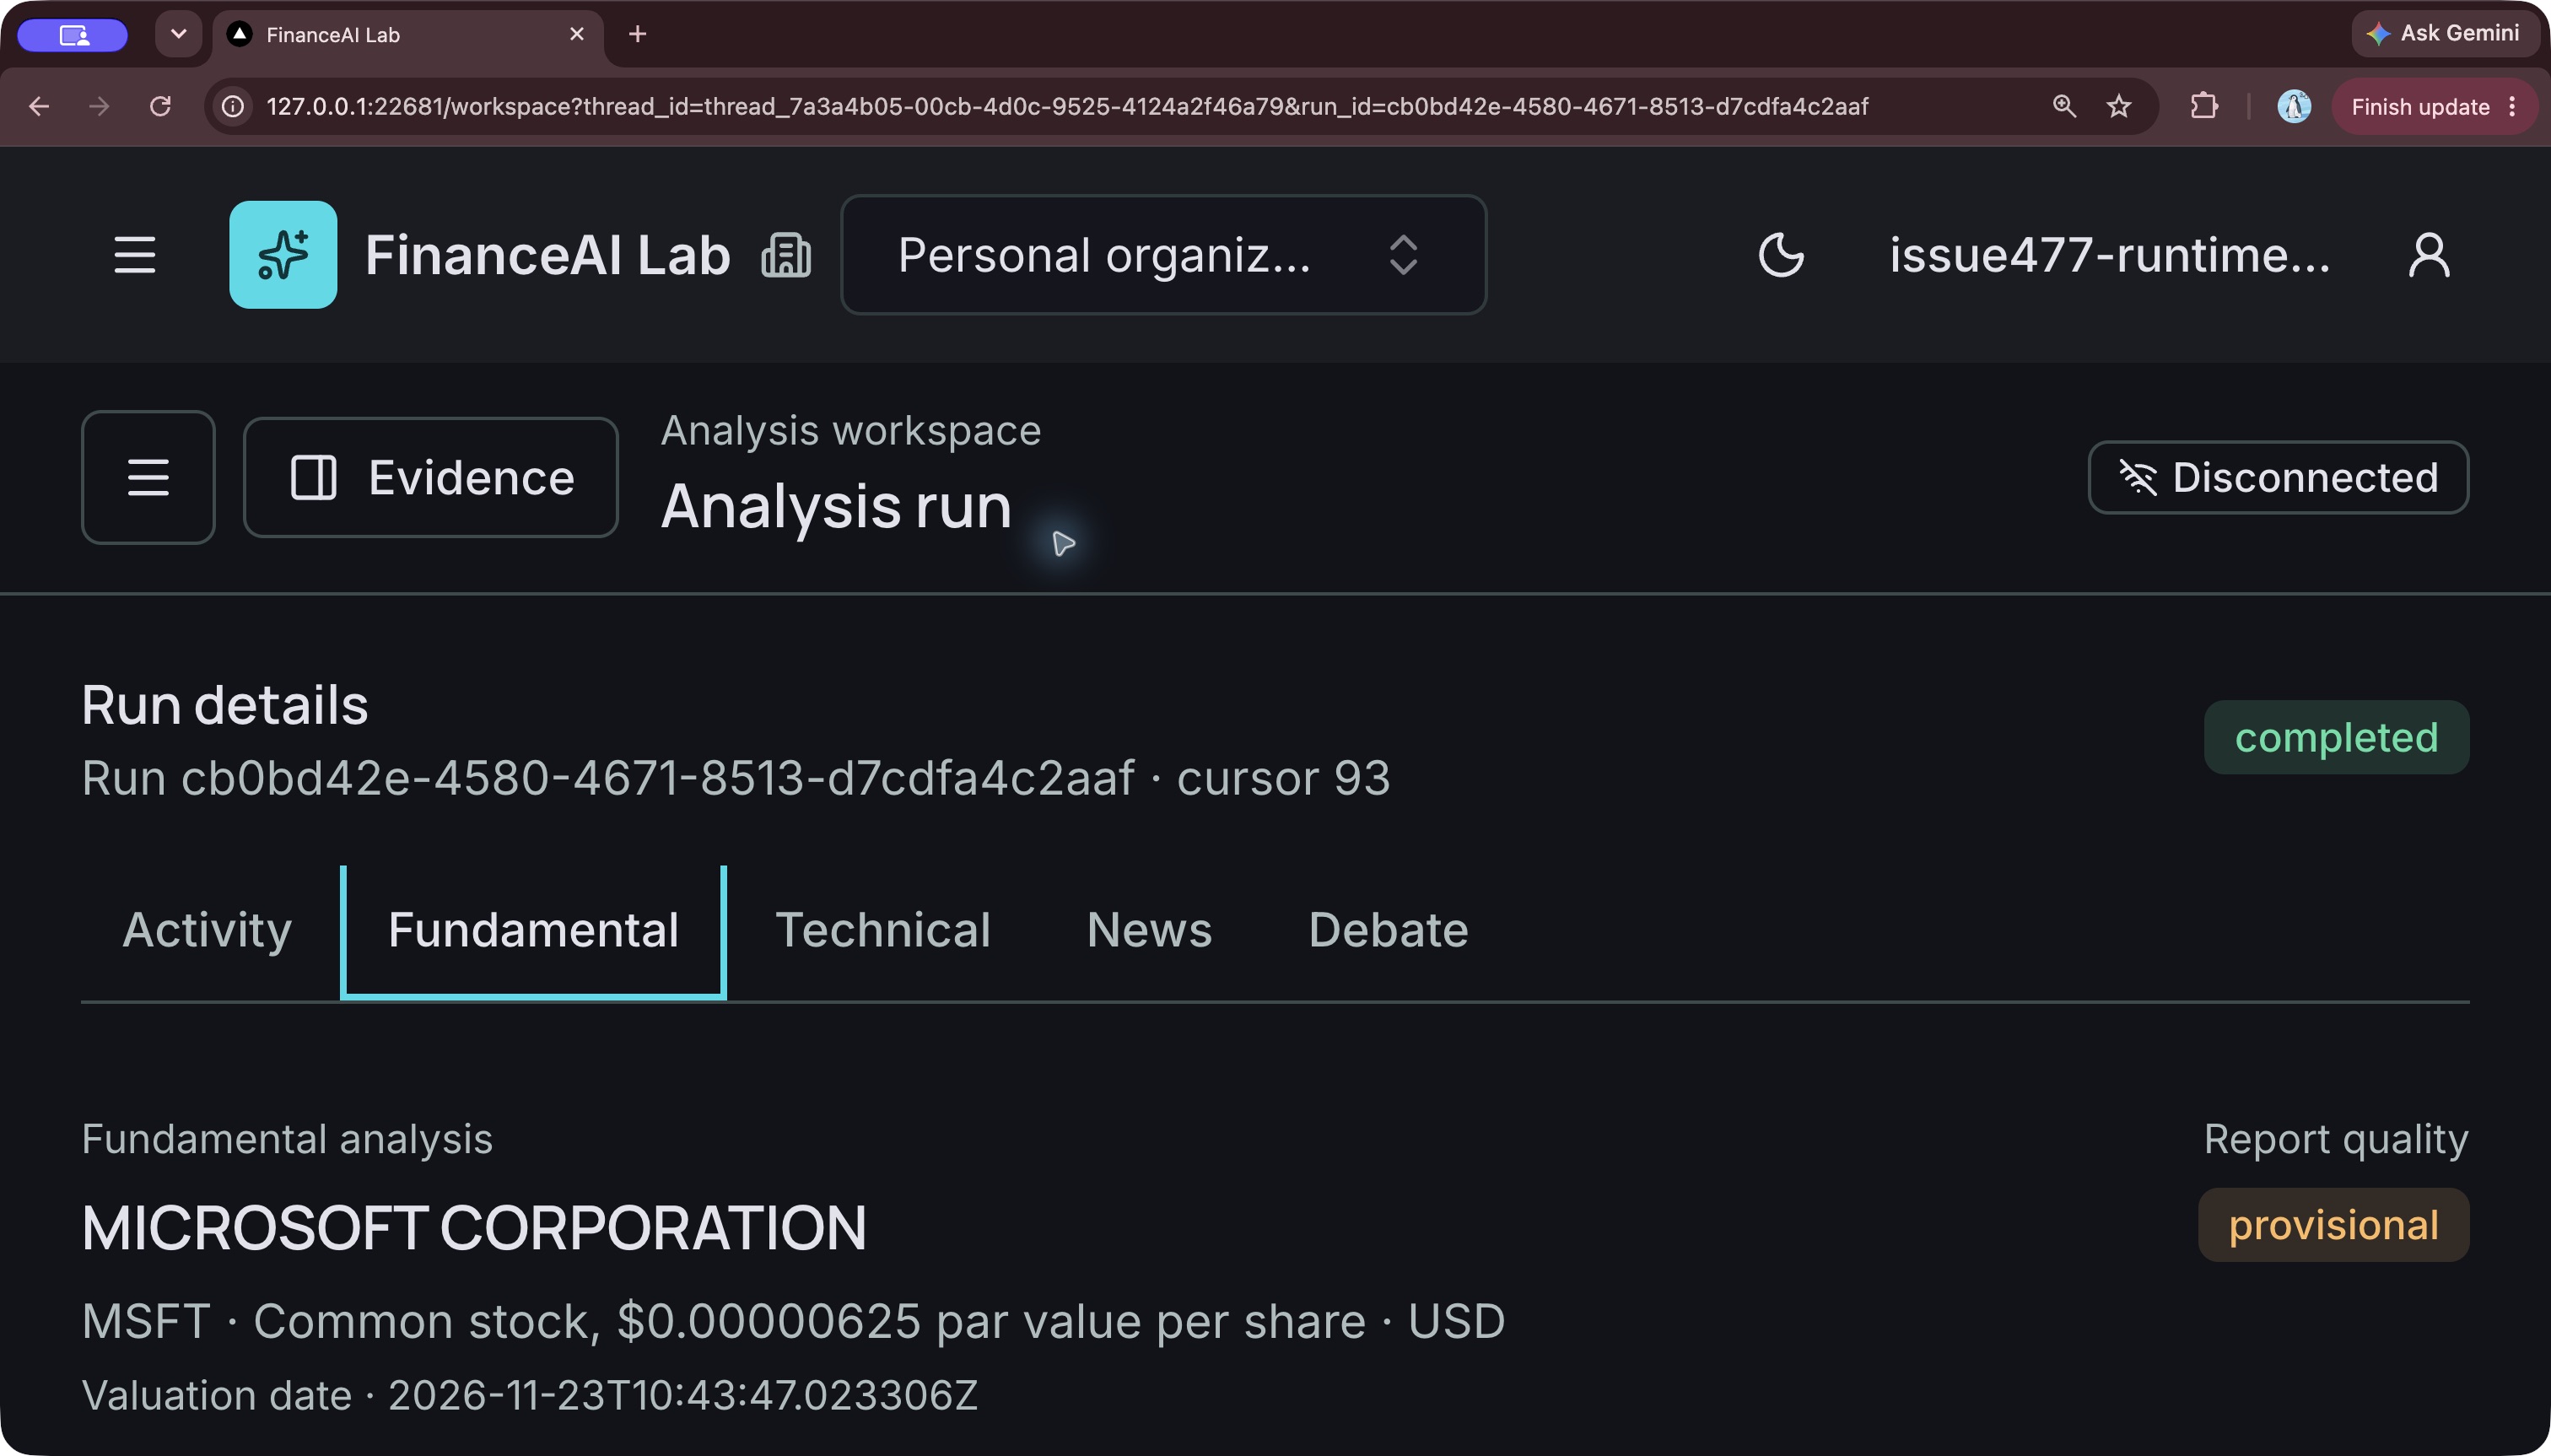 FinanceAI Lab
Ask Gemini
127.0.0.1:22681/workspace?thread_id=thread_7a3a4b05-00cb-4d0c-9525-4124a2f46a79&run_id=cb0bd42e-4580-4671-8513-d7cdfa4c2aaf
Finish update
FinanceAI Lab
Personal organiz...
issue477-runtime...
Evidence
Analysis workspace
Analysis run
Disconnected
Run details
Run cb0bd42e-4580-4671-8513-d7cdfa4c2aaf · cursor 93
completed
Activity
Fundamental
Technical
News
Debate
Fundamental analysis
Report quality
MICROSOFT CORPORATION
provisional
MSFT · Common stock, $0.00000625 par value per share · USD
Valuation date · 2026-11-23T10:43:47.023306Z